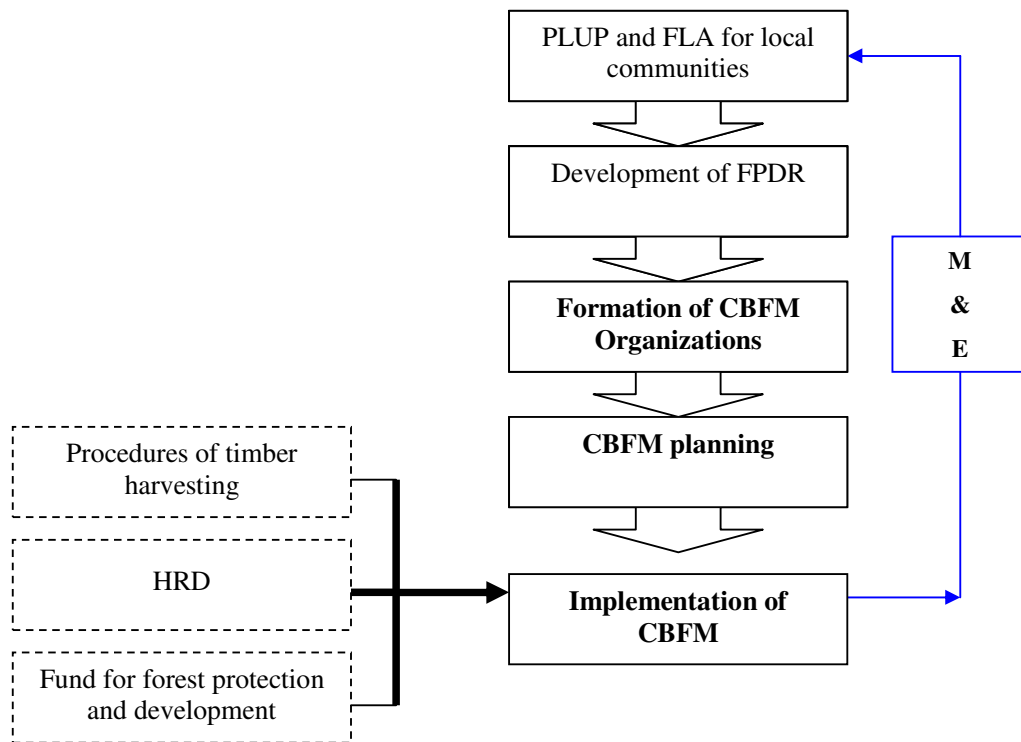 PLUP and FLA for local
communities
Development of FPDR
M
&
E
Formation of CBFM
Organizations
CBFM planning
Procedures of timber
harvesting
HRD
Implementation of
CBFM
Fund for forest protection
and development